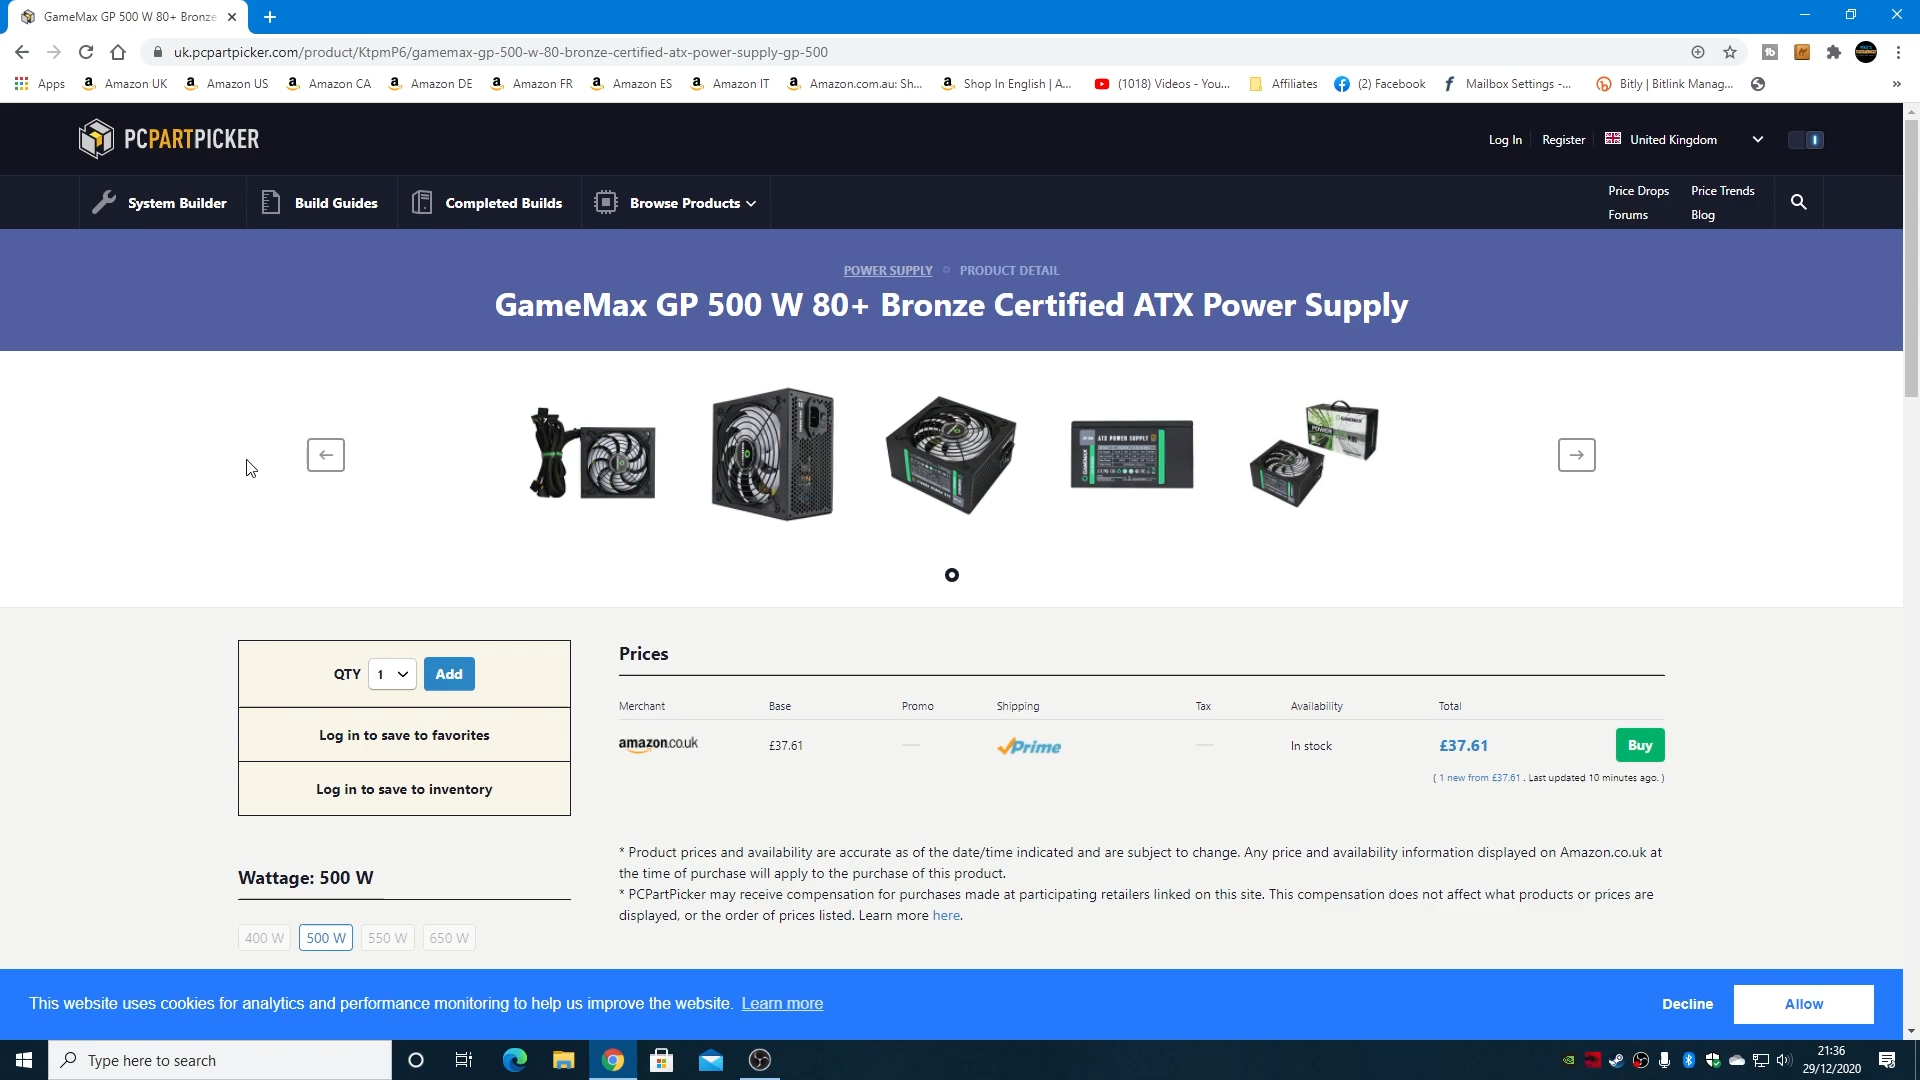 GameMax GP 500 W 80+ Bronze
uk.pcpartpicker.com/product/KtpmP6/gamemax-gp-500-w-80-bronze-certified-atx-power-supply-gp-500
Apps
Amazon UK
Amazon US
Amazon CA
Amazon DE
Amazon FR
Amazon ES
Amazon IT
Amazon.com.au: Sh...
Shop In English | A...
(1018) Videos - You...
Affiliates
(2) Facebook
Mailbox Settings -...
Bitly | Bitlink Manag...
»
PCPARTPICKER
Log In
Register
United Kingdom
System Builder
Build Guides
Completed Builds
Browse Products
Price Drops
Price Trends
Forums
Blog
POWER SUPPLY
PRODUCT DETAIL
GameMax GP 500 W 80+ Bronze Certified ATX Power Supply
ATX POWER SUPPLY
GAMEMAX
QTY 1 Add
Log in to save to favorites
Log in to save to inventory
Wattage: 500 W
400 W
500 W
550 W
650 W
Prices
Merchant
Base
Promo
Shipping
Tax
Availability
Total
amazon.co.uk
£37.61
—
Prime
—
In stock
£37.61
Buy
( 1 new from £37.61 . Last updated 10 minutes ago. )
* Product prices and availability are accurate as of the date/time indicated and are subject to change. Any price and availability information displayed on Amazon.co.uk at
the time of purchase will apply to the purchase of this product.
* PCPartPicker may receive compensation for purchases made at participating retailers linked on this site. This compensation does not affect what products or prices are
displayed, or the order of prices listed. Learn more here.
This website uses cookies for analytics and performance monitoring to help us improve the website. Learn more
Decline
Allow
Type here to search
21:36
29/12/2020